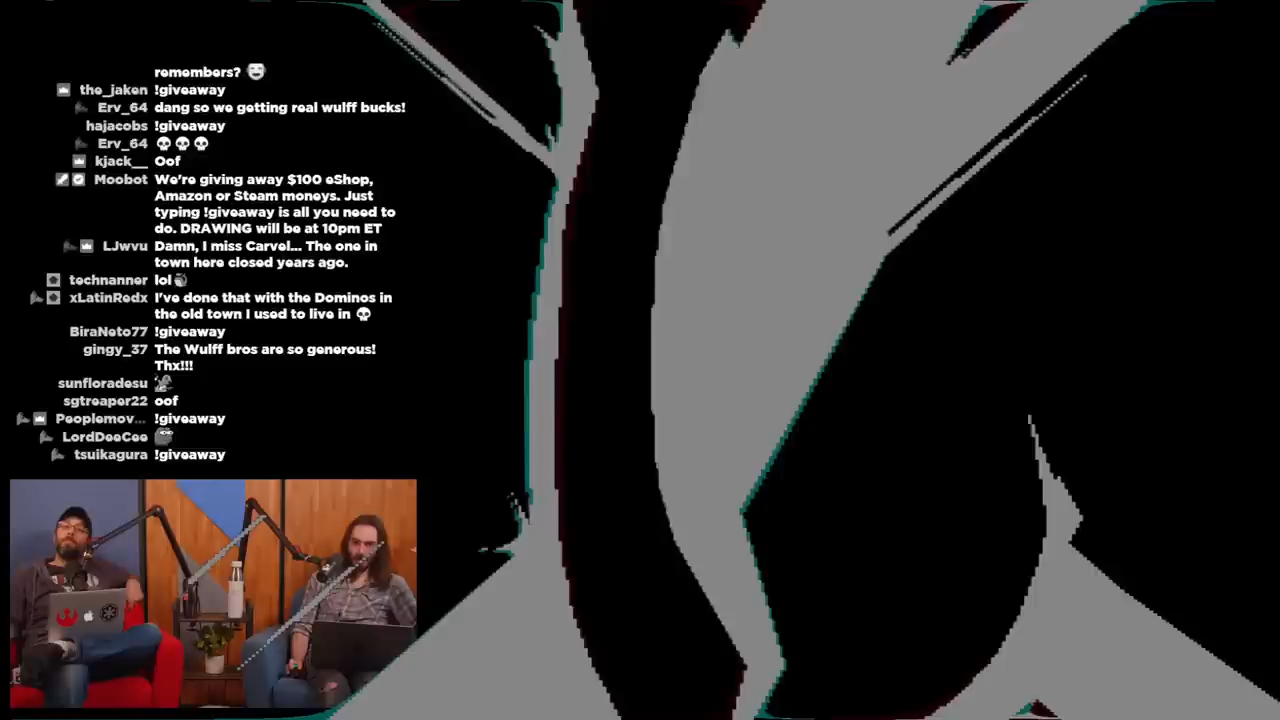 remembers?
the_jaken !giveaway
Erv_64 dang so we getting real wulff bucks!
hajacobs !giveaway
Erv_64
kjack__ Oof
Moobot We're giving away $100 eShop,
Amazon or Steam moneys. Just
typing !giveaway is all you need to
do. DRAWING will be at 10pm ET
LJwvu Damn, I miss Carvel... The one in
town here closed years ago.
technanner lol
xLatinRedx I've done that with the Dominos in
the old town I used to live in
BiraNeto77 !giveaway
gingy_37 The Wulff bros are so generous!
Thx!!!
sunfloradesu
sgtreaper22 oof
Peoplemov... !giveaway
LordDeeCee
tsuikagura !giveaway